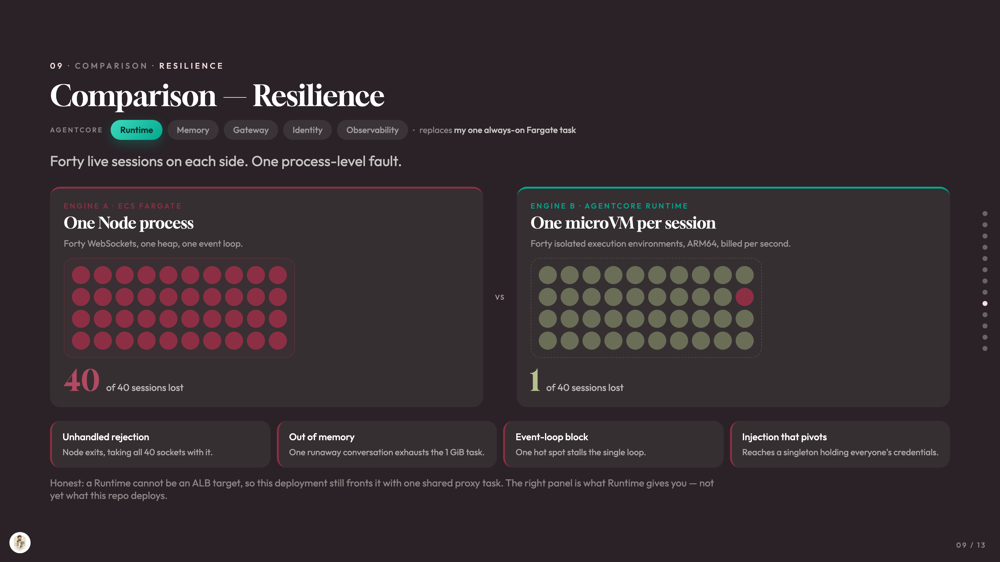 09 · COMPARISON · RESILIENCE
Comparison — Resilience
AGENTCORE Runtime Memory Gateway Identity Observability · replaces my one always-on Fargate task
Forty live sessions on each side. One process-level fault.
ENGINE A · ECS FARGATE
One Node process
Forty WebSockets, one heap, one event loop.
40 of 40 sessions lost
VS
ENGINE B · AGENTCORE RUNTIME
One microVM per session
Forty isolated execution environments, ARM64, billed per second.
1 of 40 sessions lost
Unhandled rejection
Node exits, taking all 40 sockets with it.
Out of memory
One runaway conversation exhausts the 1 GiB task.
Event-loop block
One hot spot stalls the single loop.
Injection that pivots
Reaches a singleton holding everyone's credentials.
Honest: a Runtime cannot be an ALB target, so this deployment still fronts it with one shared proxy task. The right panel is what Runtime gives you — not
yet what this repo deploys.
09 / 13